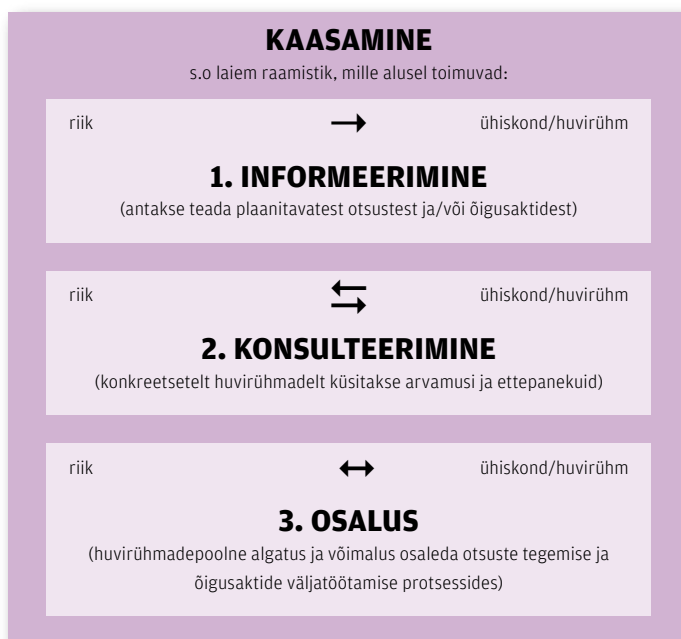 KAASAMINE
s.o laiem raamistik, mille alusel toimuvad:
riik → ühiskond/huvirühm
1. INFORMEERIMINE
(antakse teada plaanitavatest otsustest ja/või õigusaktidest)
riik ⇆ ühiskond/huvirühm
2. KONSULTEERIMINE
(konkreetsetelt huvirühmadelt küsitakse arvamusi ja ettepanekuid)
riik ↔ ühiskond/huvirühm
3. OSALUS
(huvirühmadepoolne algatus ja võimalus osaleda otsuste tegemise ja
õigusaktide väljatöötamise protsessides)